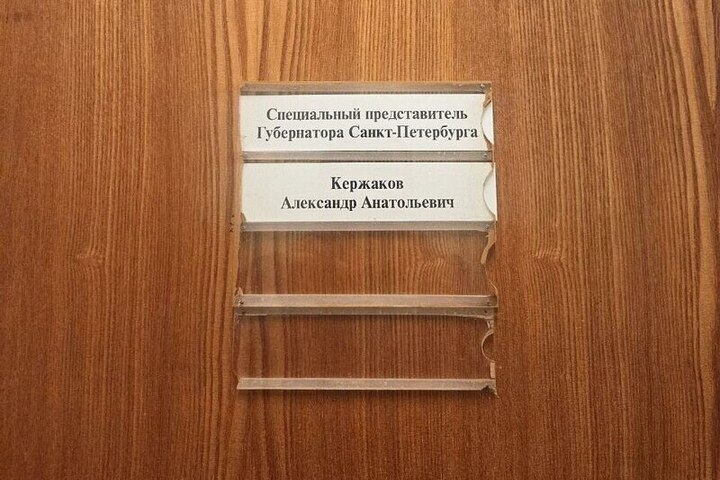 Специальный представитель
Губернатора Санкт-Петербурга
Кержаков
Александр Анатольевич